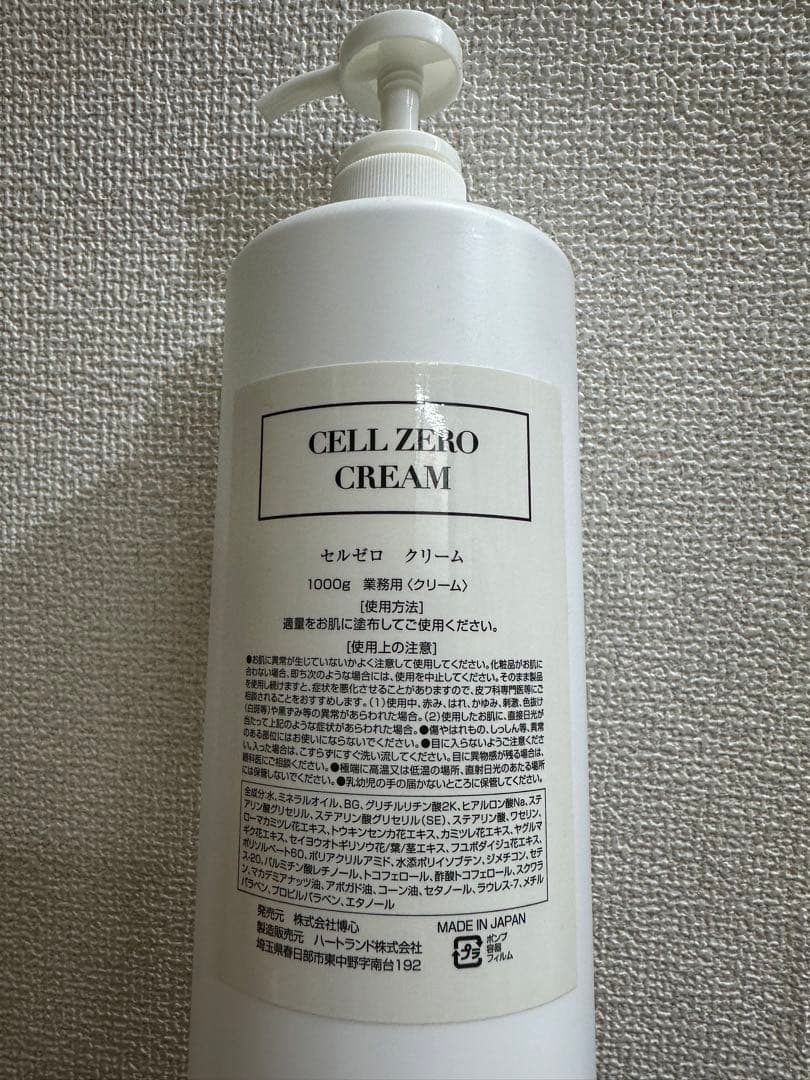 CELL ZERO
CREAM
セルゼロ クリーム
1000g 業務用〈クリーム〉
[使用方法]
適量をお肌に塗布してご使用ください。
[使用上の注意]
●お肌に異常が生じていないかよく注意して使用してください。化粧品がお肌に
合わない場合、即ち次のような場合には、使用を中止してください。そのまま製品
を使用し続けますと、症状を悪化させることがありますので、皮フ科専門医等にご
相談されることをおすすめします。(1)使用中、赤み、はれ、かゆみ、刺激、色抜け
(白斑等)や黒ずみ等の異常があらわれた場合。(2)使用したお肌に、直接日光が
当たって上記のような症状があらわれた場合。●傷やはれもの、しっしん等、異常
のある部位にはお使いにならないでください。●目に入らないようご注意くださ
い。入った場合は、こすらずにすぐ洗い流してください。目に異物感が残る場合は、
眼科医にご相談ください。●極端に高温又は低温の場所、直射日光のあたる場所
には保管しないでください。●乳幼児の手の届かないところに保管してください。
全成分:水、ミネラルオイル、BG、グリチルリチン酸2K、ヒアルロン酸Na、ステ
アリン酸グリセリル、ステアリン酸グリセリル(SE)、ステアリン酸、ワセリン、
ローマカミツレ花エキス、トウキンセンカ花エキス、カミツレ花エキス、ヤグルマ
ギク花エキス、セイヨウオトギリソウ花/葉/茎エキス、フユボダイジュ花エキス、
ポリソルベート60、ポリアクリルアミド、水添ポリイソブテン、ジメチコン、セテ
ス-20、パルミチン酸レチノール、トコフェロール、酢酸トコフェロール、スクワラ
ン、マカデミアナッツ油、アボガド油、コーン油、セタノール、ラウレス-7、メチル
パラベン、プロピルパラベン、エタノール
発売元 株式会社博心
製造販売元 ハートランド株式会社
埼玉県春日部市東中野字南台192
MADE IN JAPAN
プラ
ポンプ
容器
フィルム